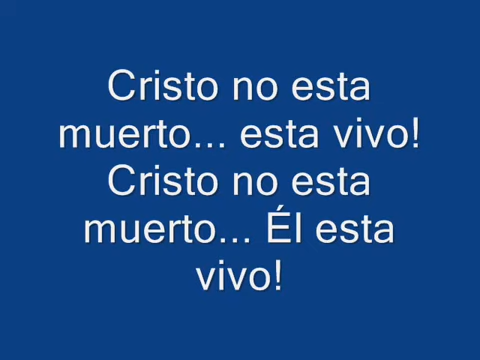 Cristo no esta
muerto... esta vivo!
Cristo no esta
muerto... Él esta
vivo!